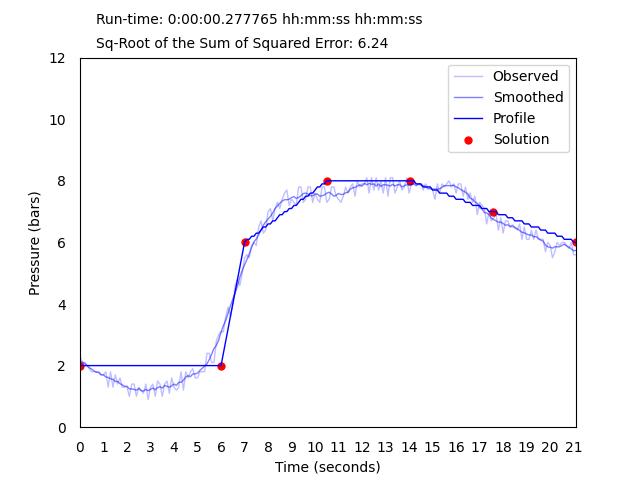 Run-time: 0:00:00.277765 hh:mm:ss hh:mm:ss
Sq-Root of the Sum of Squared Error: 6.24
12
10
8
6
4
2
0
Pressure (bars)
Observed
Smoothed
Profile
Solution
0 1 2 3 4 5 6 7 8 9 10 11 12 13 14 15 16 17 18 19 20 21
Time (seconds)